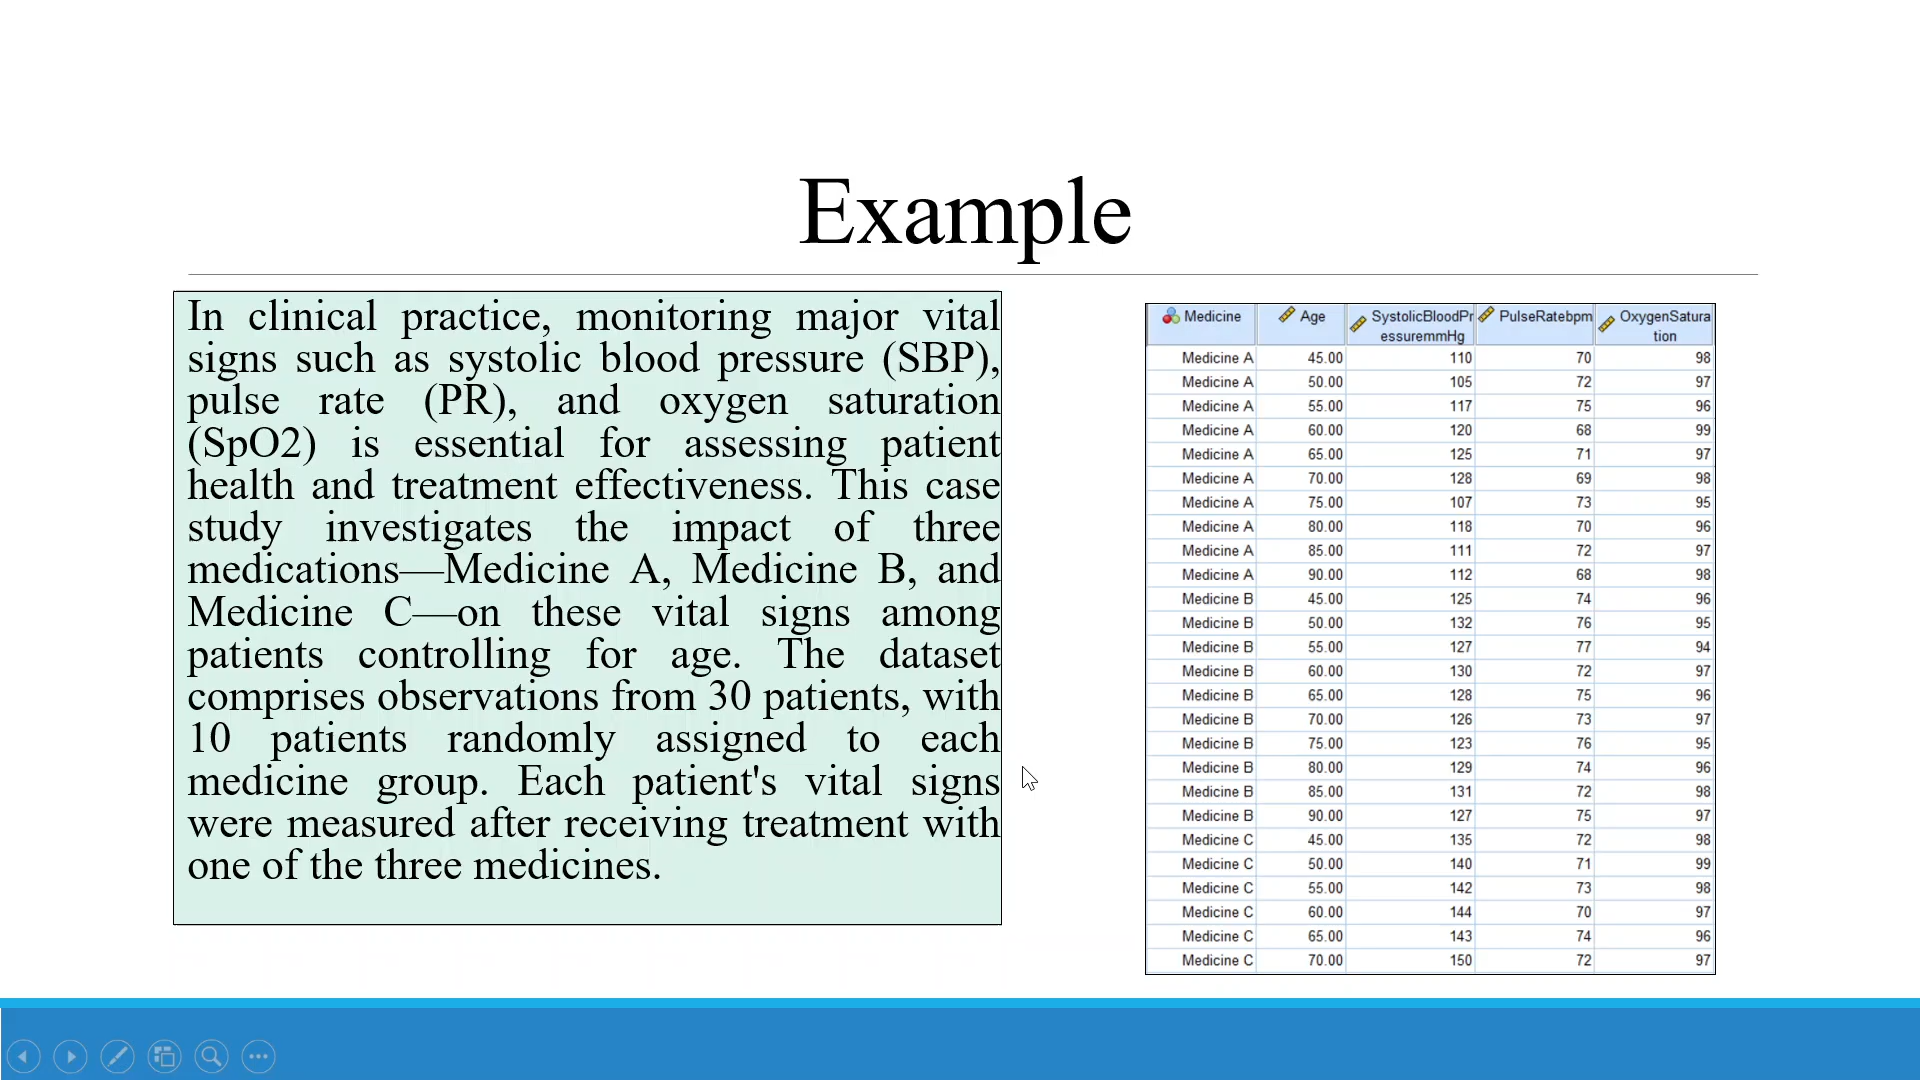 Example
In clinical practice, monitoring major vital
signs such as systolic blood pressure (SBP),
pulse rate (PR), and oxygen saturation
(SpO2) is essential for assessing patient
health and treatment effectiveness. This case
study investigates the impact of three
medications—Medicine A, Medicine B, and
Medicine C—on these vital signs among
patients controlling for age. The dataset
comprises observations from 30 patients, with
10 patients randomly assigned to each
medicine group. Each patient's vital signs
were measured after receiving treatment with
one of the three medicines.
Medicine Age SystolicBloodPr PulseRatebpm OxygenSatura
essuremmHg tion
Medicine A 45.00 110 70 98
Medicine A 50.00 105 72 97
Medicine A 55.00 117 75 96
Medicine A 60.00 120 68 99
Medicine A 65.00 125 71 97
Medicine A 70.00 128 69 98
Medicine A 75.00 107 73 95
Medicine A 80.00 118 70 96
Medicine A 85.00 111 72 97
Medicine A 90.00 112 68 98
Medicine B 45.00 125 74 96
Medicine B 50.00 132 76 95
Medicine B 55.00 127 77 94
Medicine B 60.00 130 72 97
Medicine B 65.00 128 75 96
Medicine B 70.00 126 73 97
Medicine B 75.00 123 76 95
Medicine B 80.00 129 74 96
Medicine B 85.00 131 72 98
Medicine B 90.00 127 75 97
Medicine C 45.00 135 72 98
Medicine C 50.00 140 71 99
Medicine C 55.00 142 73 98
Medicine C 60.00 144 70 97
Medicine C 65.00 143 74 96
Medicine C 70.00 150 72 97